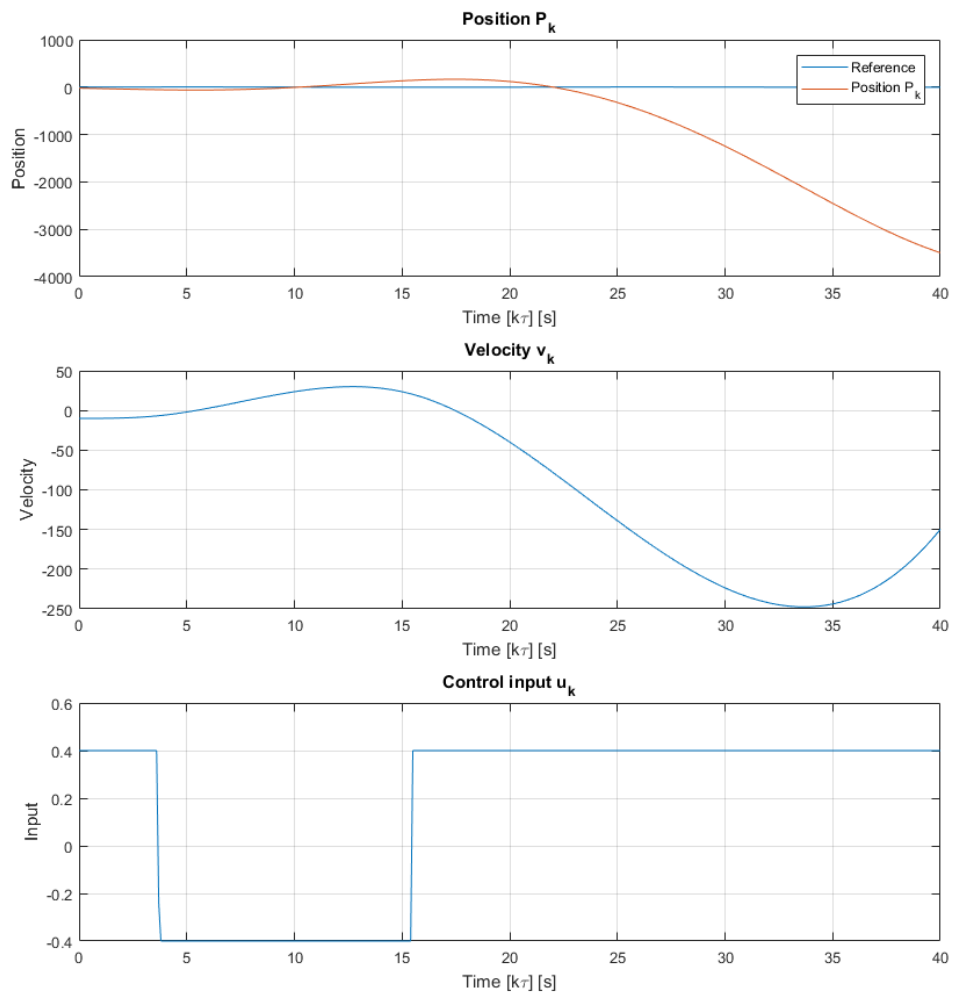 Position P_k
1000
0
-1000
-2000
-3000
-4000
Position
Reference
Position P_k
0 5 10 15 20 25 30 35 40
Time [kτ] [s]
Velocity v_k
50
0
-50
-100
-150
-200
-250
Velocity
0 5 10 15 20 25 30 35 40
Time [kτ] [s]
Control input u_k
0.6
0.4
0.2
0
-0.2
-0.4
Input
0 5 10 15 20 25 30 35 40
Time [kτ] [s]